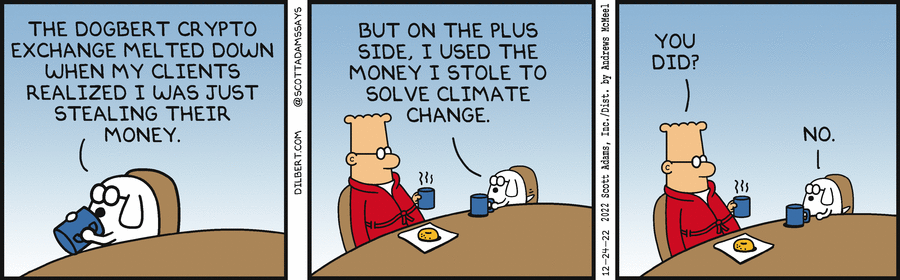 THE DOGBERT CRYPTO
EXCHANGE MELTED DOWN
WHEN MY CLIENTS
REALIZED I WAS JUST
STEALING THEIR
MONEY.
DILBERT.COM @SCOTTADAMSSAYS
BUT ON THE PLUS
SIDE, I USED THE
MONEY I STOLE TO
SOLVE CLIMATE
CHANGE.
12-24-22 2022 Scott Adams, Inc./Dist. by Andrews McMeel
YOU
DID?
NO.